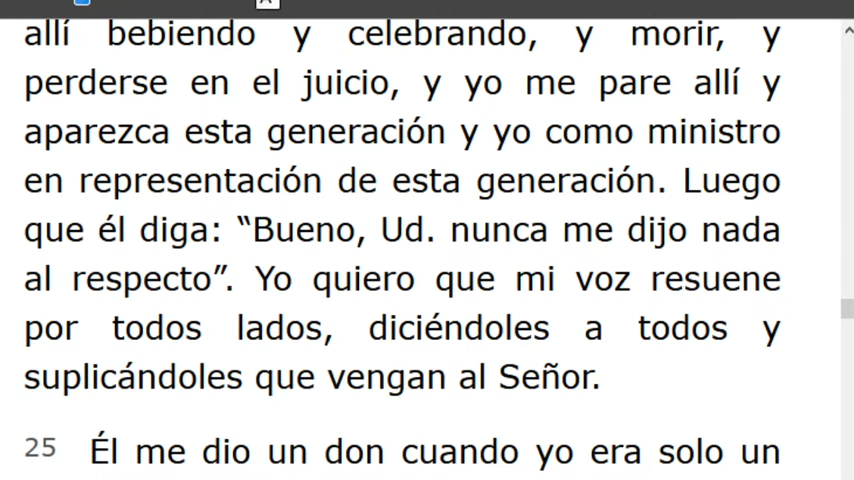 allí bebiendo y celebrando, y morir, y
perderse en el juicio, y yo me pare allí y
aparezca esta generación y yo como ministro
en representación de esta generación. Luego
que él diga: “Bueno, Ud. nunca me dijo nada
al respecto”. Yo quiero que mi voz resuene
por todos lados, diciéndoles a todos y
suplicándoles que vengan al Señor.
25 Él me dio un don cuando yo era solo un